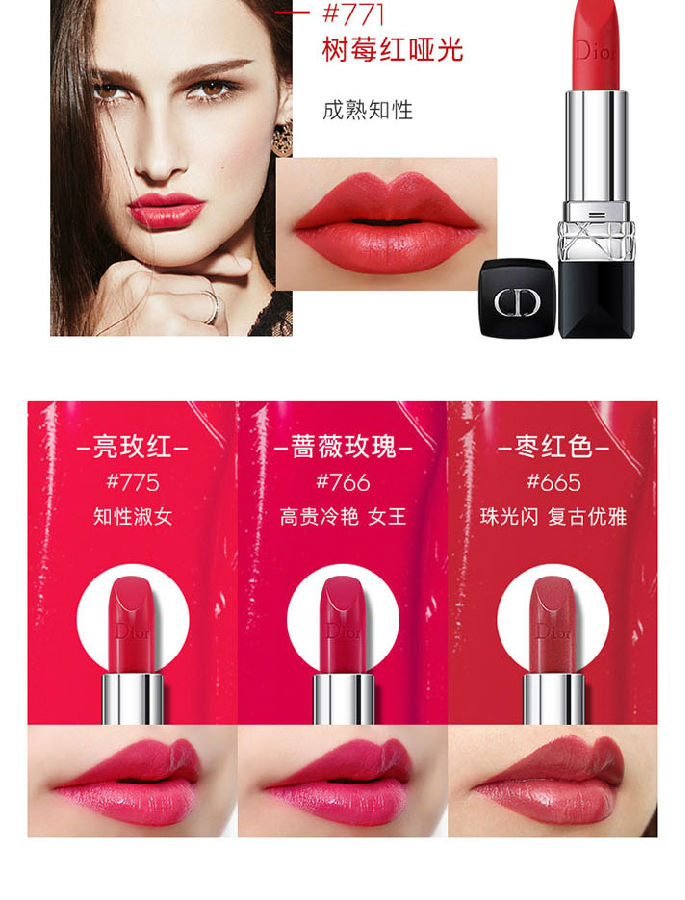 #771
树莓红哑光
成熟知性
Dior
CD
–亮玫红–
#775
知性淑女
Dior
–蔷薇玫瑰–
#766
高贵冷艳 女王
Dior
–枣红色–
#665
珠光闪 复古优雅
Dior